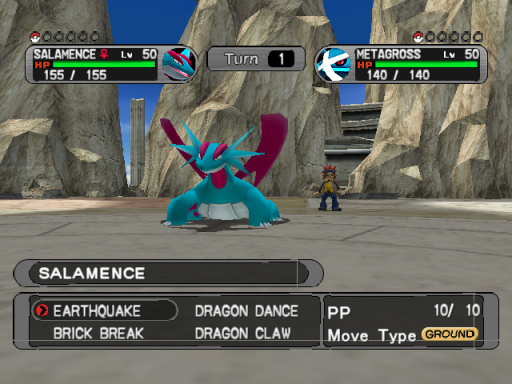 SALAMENCE ♀ Lv 50
HP
155 / 155
Turn 1
METAGROSS Lv 50
HP
140 / 140
SALAMENCE
EARTHQUAKE DRAGON DANCE
BRICK BREAK DRAGON CLAW
PP 10/ 10
Move Type GROUND